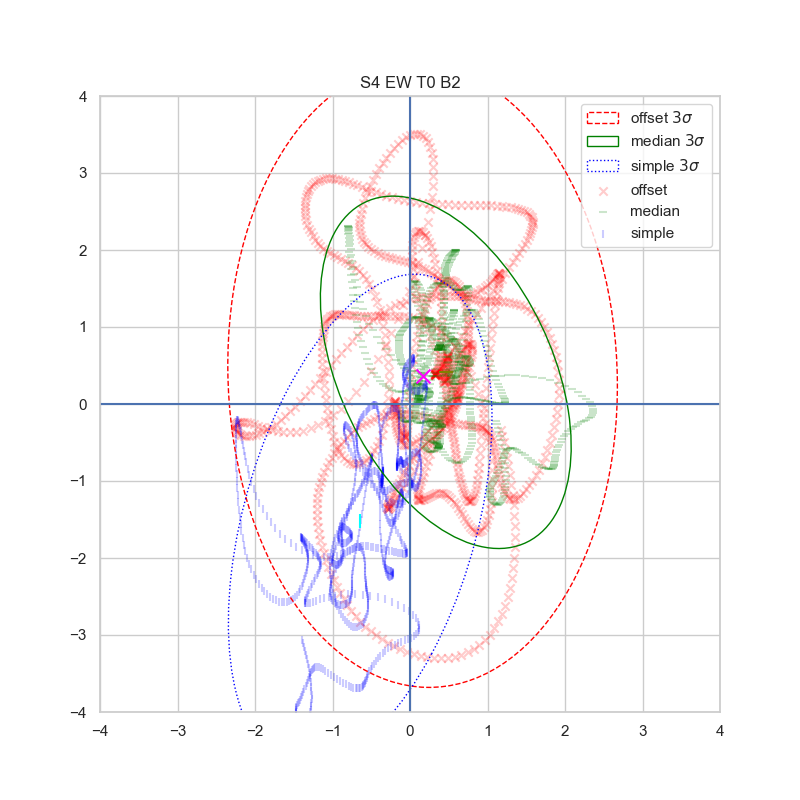 S4 EW T0 B2
offset 3σ
median 3σ
simple 3σ
offset
median
simple
4
3
2
1
0
−1
−2
−3
−4
−4 −3 −2 −1 0 1 2 3 4